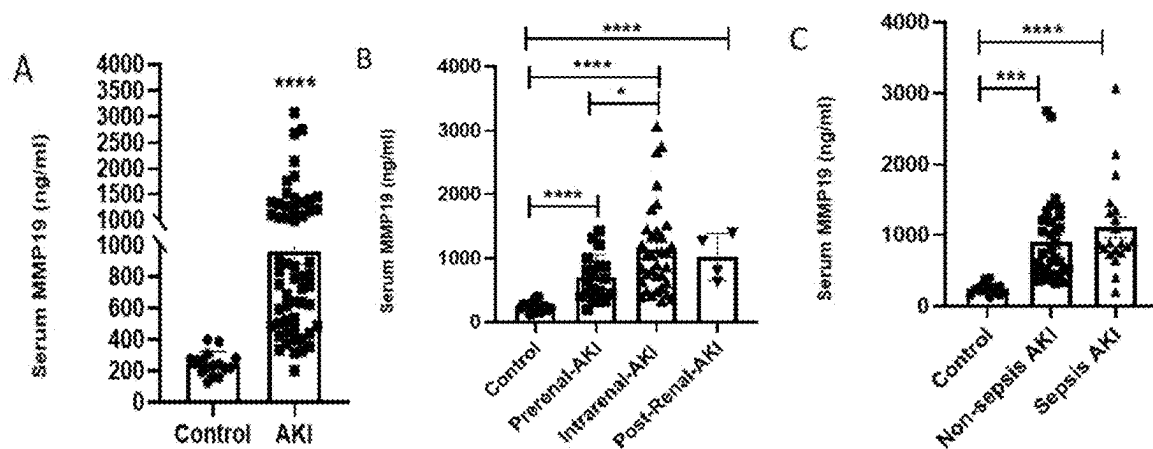 A
Serum MMP19 (ng/ml)
4000
3500
3000
2500
2000
1500
1000
1000
800
600
400
200
0
****
Control
AKI
B
Serum MMP19 (ng/ml)
4000
3000
2000
1000
0
****
****
*
****
Control
Prerenal-AKI
Intrarenal-AKI
Post-Renal-AKI
C
Serum MMP19 (ng/ml)
4000
3000
2000
1000
0
****
***
Control
Non-sepsis AKI
Sepsis AKI